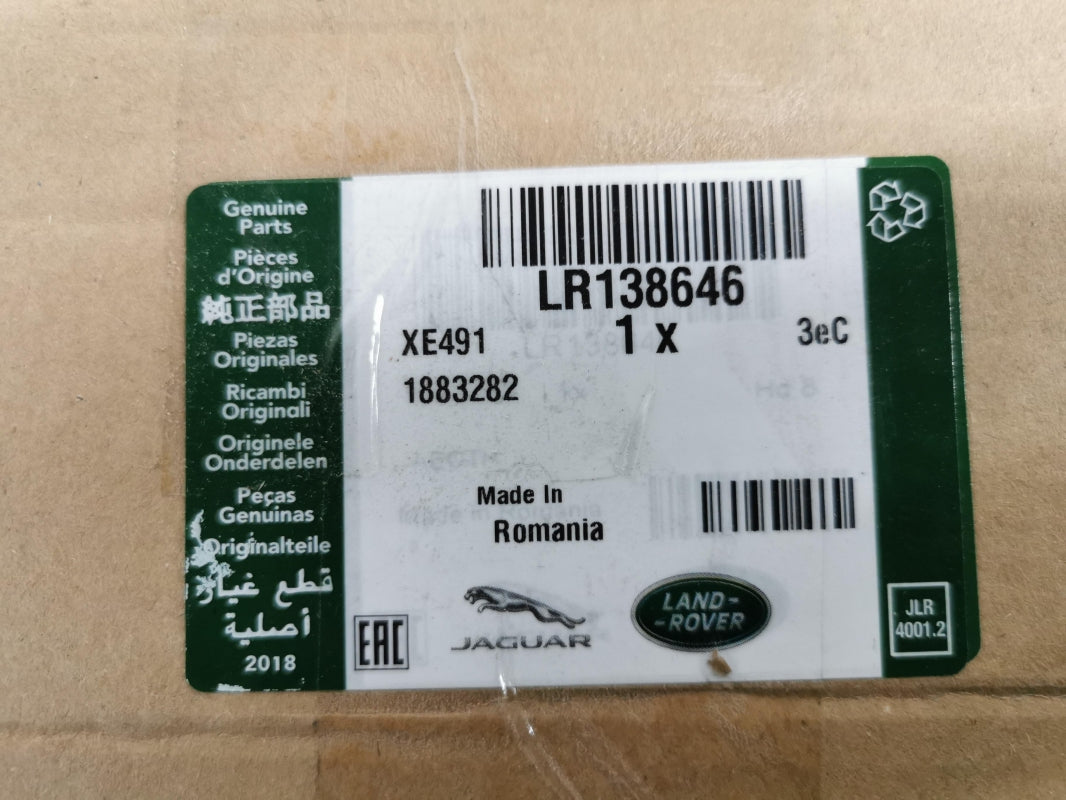 Genuine
Parts
Pièces
d'Origine
純正部品
Piezas
Originales
Ricambi
Originali
Originele
Onderdelen
Peças
Genuinas
Originalteile
قطع غيار
أصلية
2018
LR138646
XE491
1 x
3eC
1883282
Made In
Romania
EAC
JAGUAR
LAND-
-ROVER
JLR
4001.2